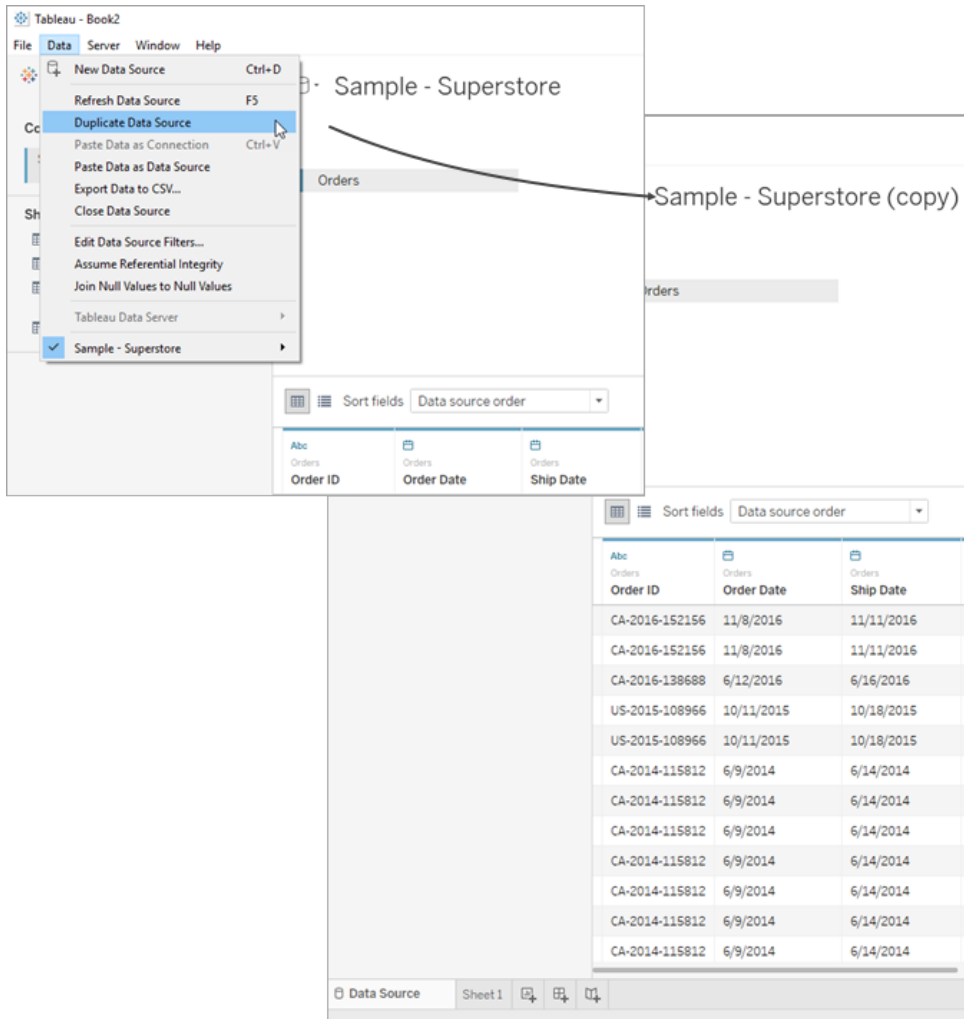 Tableau - Book2
File Data Server Window Help
New Data Source Ctrl+D
Refresh Data Source F5
Duplicate Data Source
Paste Data as Connection Ctrl+V
Paste Data as Data Source
Export Data to CSV...
Close Data Source
Edit Data Source Filters...
Assume Referential Integrity
Join Null Values to Null Values
Tableau Data Server
Sample - Superstore
Co
Sh
Sample - Superstore
Orders
Sort fields Data source order
Abc
Orders Orders Orders
Order ID Order Date Ship Date
Sample - Superstore (copy)
Orders
Sort fields Data source order
Abc
Orders Orders Orders
Order ID Order Date Ship Date
CA-2016-152156 11/8/2016 11/11/2016
CA-2016-152156 11/8/2016 11/11/2016
CA-2016-138688 6/12/2016 6/16/2016
US-2015-108966 10/11/2015 10/18/2015
US-2015-108966 10/11/2015 10/18/2015
CA-2014-115812 6/9/2014 6/14/2014
CA-2014-115812 6/9/2014 6/14/2014
CA-2014-115812 6/9/2014 6/14/2014
CA-2014-115812 6/9/2014 6/14/2014
CA-2014-115812 6/9/2014 6/14/2014
CA-2014-115812 6/9/2014 6/14/2014
CA-2014-115812 6/9/2014 6/14/2014
Data Source Sheet 1